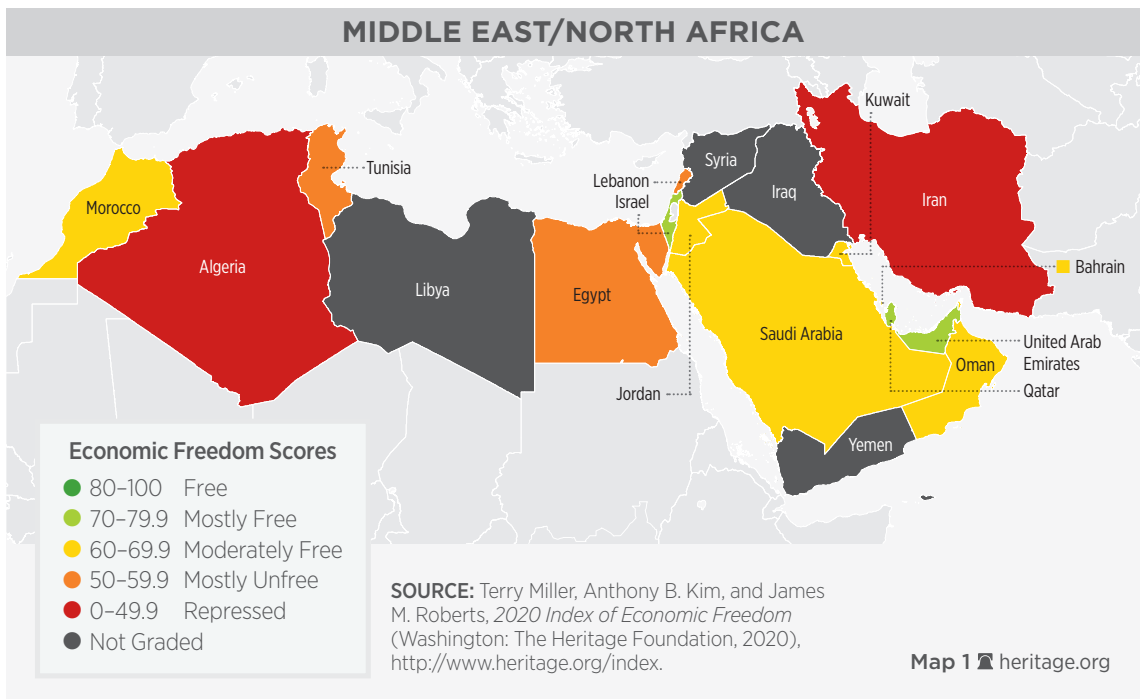 MIDDLE EAST/NORTH AFRICA
Kuwait
Tunisia
Syria
Lebanon
Israel
Iraq
Iran
Morocco
Algeria
Libya
Egypt
Bahrain
Saudi Arabia
United Arab
Emirates
Oman
Jordan
Qatar
Yemen
Economic Freedom Scores
80–100 Free
70–79.9 Mostly Free
60–69.9 Moderately Free
50–59.9 Mostly Unfree
0–49.9 Repressed
Not Graded
SOURCE: Terry Miller, Anthony B. Kim, and James
M. Roberts, 2020 Index of Economic Freedom
(Washington: The Heritage Foundation, 2020),
http://www.heritage.org/index.
Map 1 heritage.org